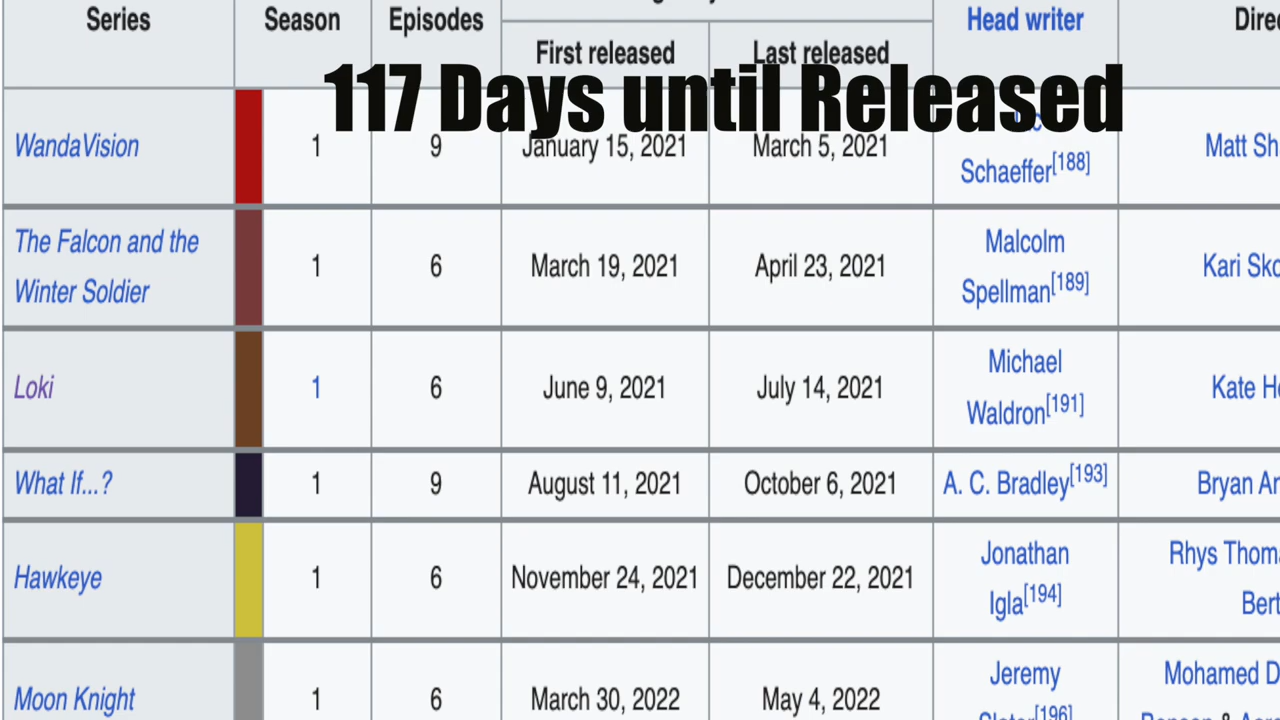 Series Season Episodes Head writer
First released Last released
117 Days until Released
WandaVision 1 9 January 15, 2021 March 5, 2021
Schaeffer[188] Matt Sh
The Falcon and the
Winter Soldier 1 6 March 19, 2021 April 23, 2021 Malcolm
Spellman[189] Kari Sko
Loki 1 6 June 9, 2021 July 14, 2021 Michael
Waldron[191] Kate He
What If...? 1 9 August 11, 2021 October 6, 2021 A. C. Bradley[193] Bryan An
Hawkeye 1 6 November 24, 2021 December 22, 2021 Jonathan
Igla[194] Rhys Thoma
Bert
Moon Knight 1 6 March 30, 2022 May 4, 2022 Jeremy
Mohamed D